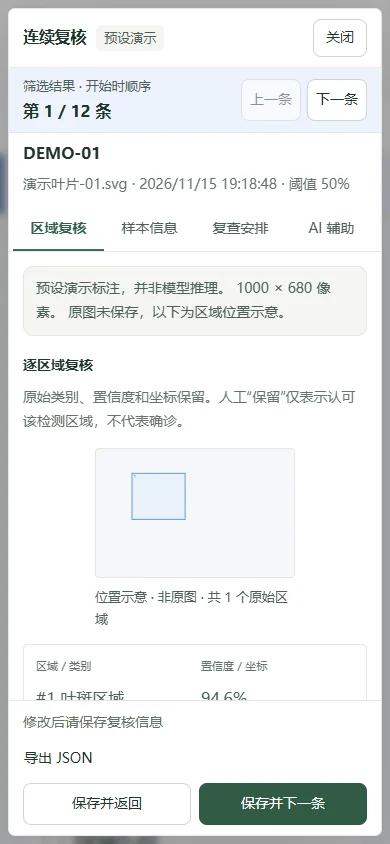 连续复核 预设演示 关闭
筛选结果 · 开始时顺序
第 1 / 12 条 上一条 下一条
DEMO-01
演示叶片-01.svg · 2026/11/15 19:18:48 · 阈值 50%
区域复核 样本信息 复查安排 AI 辅助
预设演示标注，并非模型推理。 1000 × 680 像
素。 原图未保存，以下为区域位置示意。
逐区域复核
原始类别、置信度和坐标保留。人工“保留”仅表示认可
该检测区域，不代表确诊。
位置示意 · 非原图 · 共 1 个原始区
域
区域 / 类别 置信度 / 坐标
#1 叶斑区域 94.6%
修改后请保存复核信息
导出 JSON
保存并返回 保存并下一条